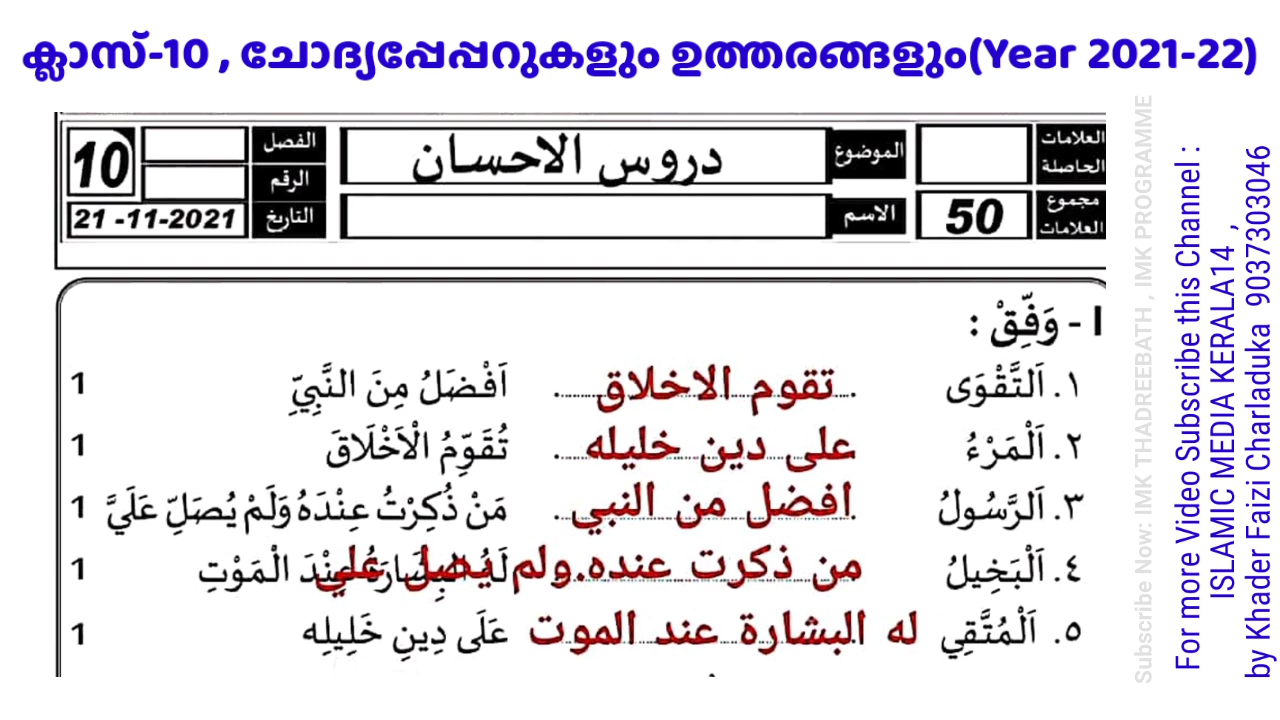 ക്ലാസ്-10 , ചോദ്യപ്പേപ്പറുകളും ഉത്തരങ്ങളും(Year 2021-22)
العلامات الحاصلة
الموضوع
دروس الاحسان
الفصل
10
الرقم
مجموع العلامات
50
الاسم
التاريخ
21 -11-2021
I - وَفِّقْ :
١. اَلتَّقْوَى تقوم الاخلاق اَفْضَلُ مِنَ النَّبِيِّ 1
٢. اَلْمَرْءُ على دين خليله تُقَوِّمُ الْاَخْلَاقَ 1
٣. اَلرَّسُولُ افضل من النبي مَنْ ذُكِرْتُ عِنْدَهُ وَلَمْ يُصَلِّ عَلَيَّ 1
٤. اَلْبَخِيلُ من ذكرت عنده ولم يصل علي عِنْدَ الْمَوْتِ 1
٥. اَلْمُتَّقِي له البشارة عند الموت عَلَى دِينِ خَلِيلِه 1
Subscribe Now: IMK THADREEBATH , IMK PROGRAMME
For more Video Subscribe this Channel :
ISLAMIC MEDIA KERALA14 ,
by Khader Faizi Charladuka 9037303046